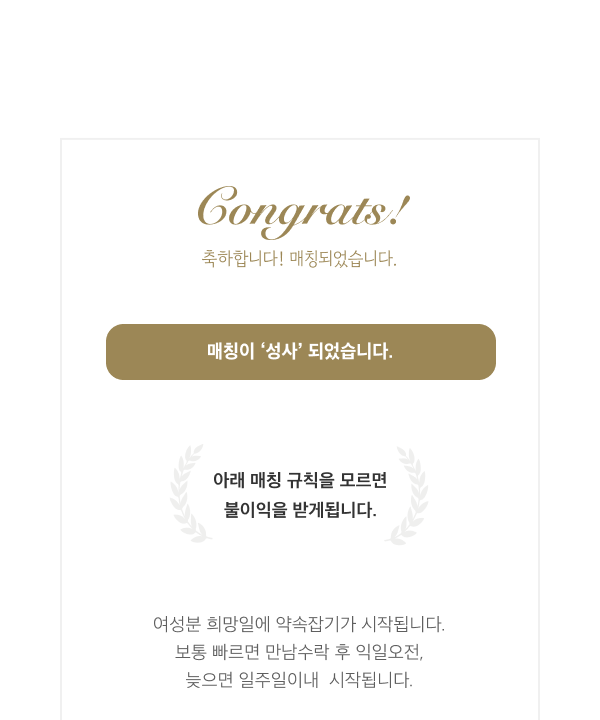 Congrats!
축하합니다! 매칭되었습니다.
매칭이 ‘성사’ 되었습니다.
아래 매칭 규칙을 모르면
불이익을 받게됩니다.
여성분 희망일에 약속잡기가 시작됩니다.
보통 빠르면 만남수락 후 익일오전,
늦으면 일주일이내 시작됩니다.